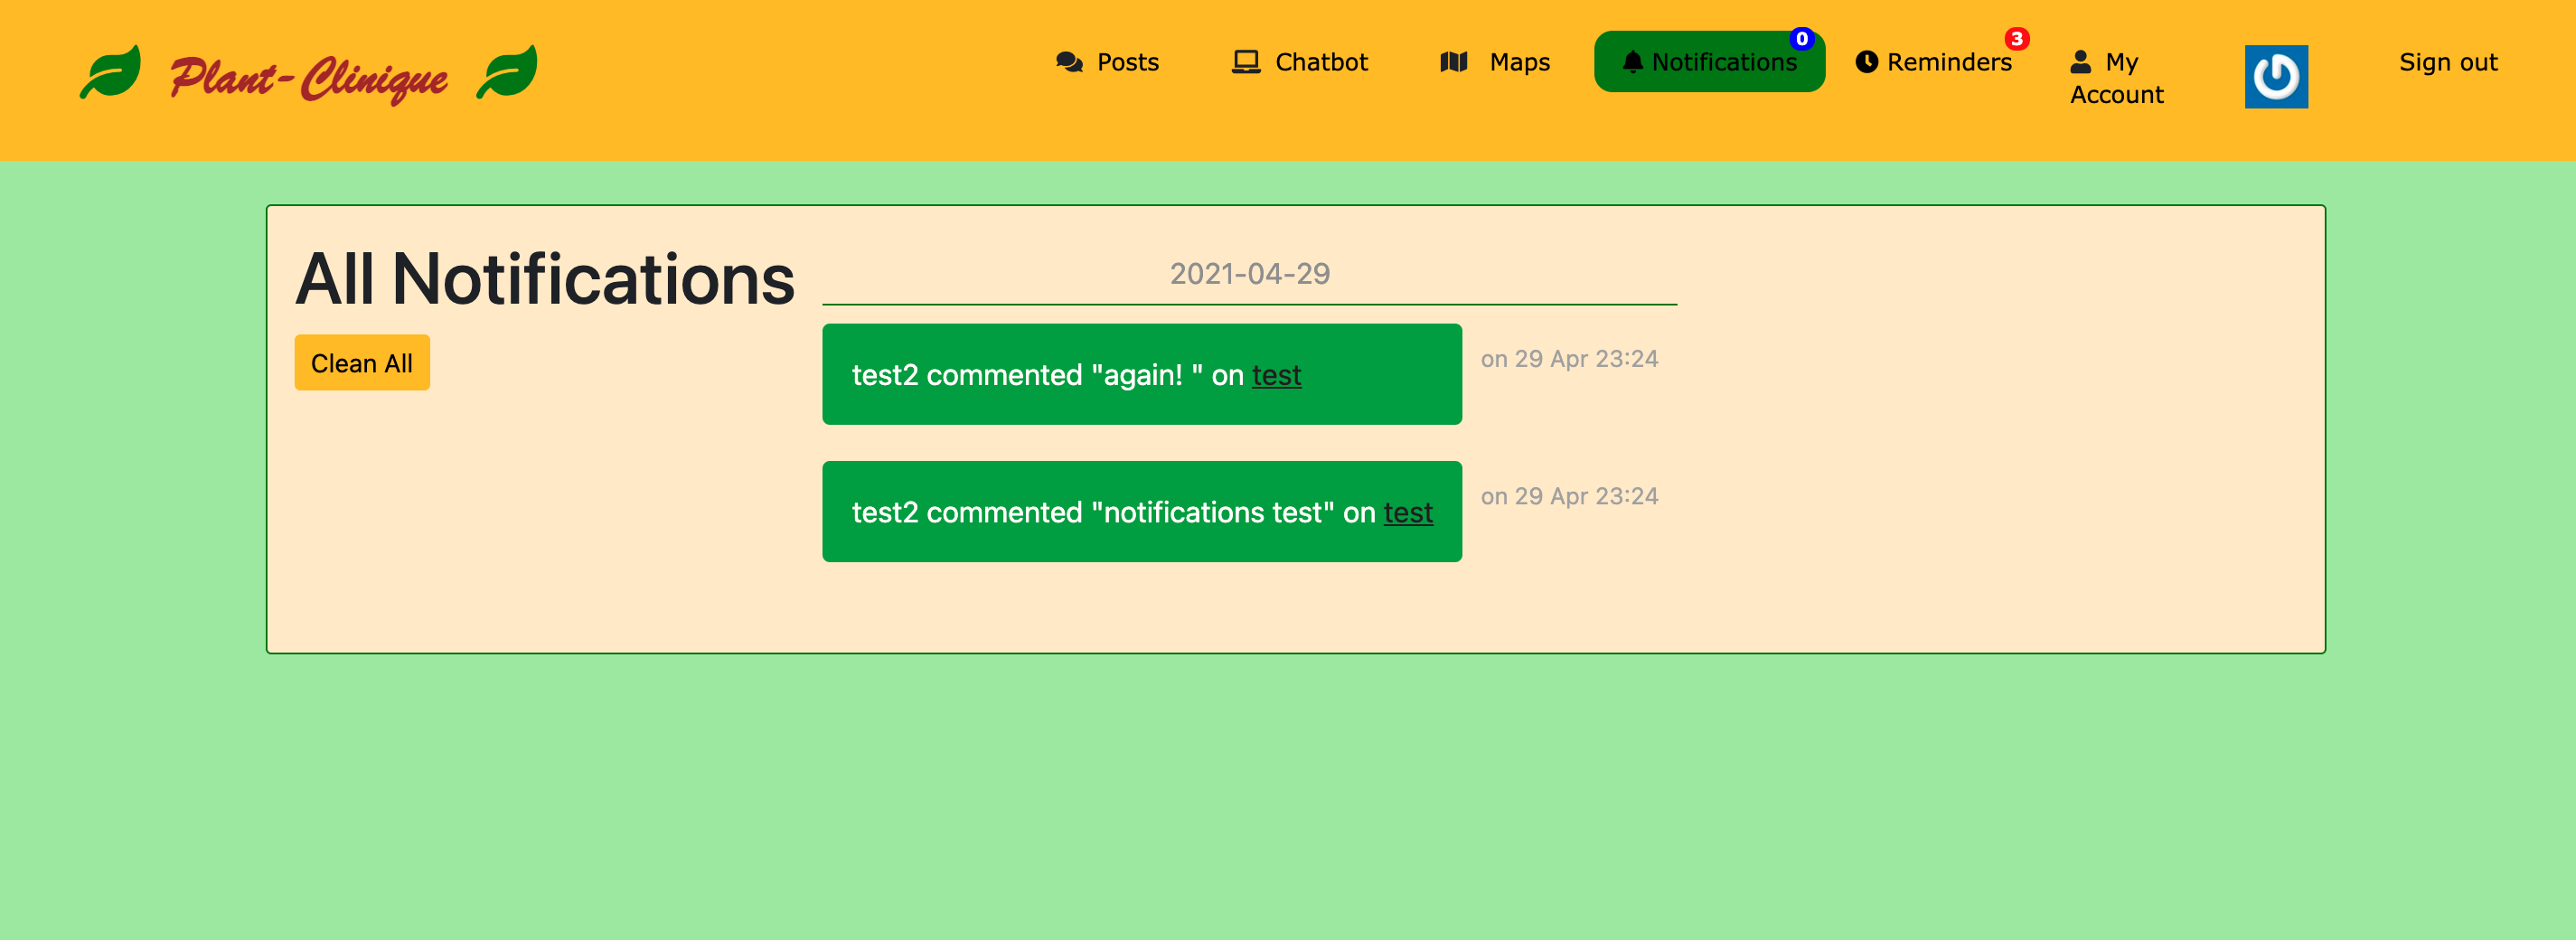 Plant-Clinique
Posts
Chatbot
Maps
Notifications 0
Reminders 3
My
Account
Sign out
All Notifications
Clean All
2021-04-29
test2 commented "again! " on test
on 29 Apr 23:24
test2 commented "notifications test" on test
on 29 Apr 23:24